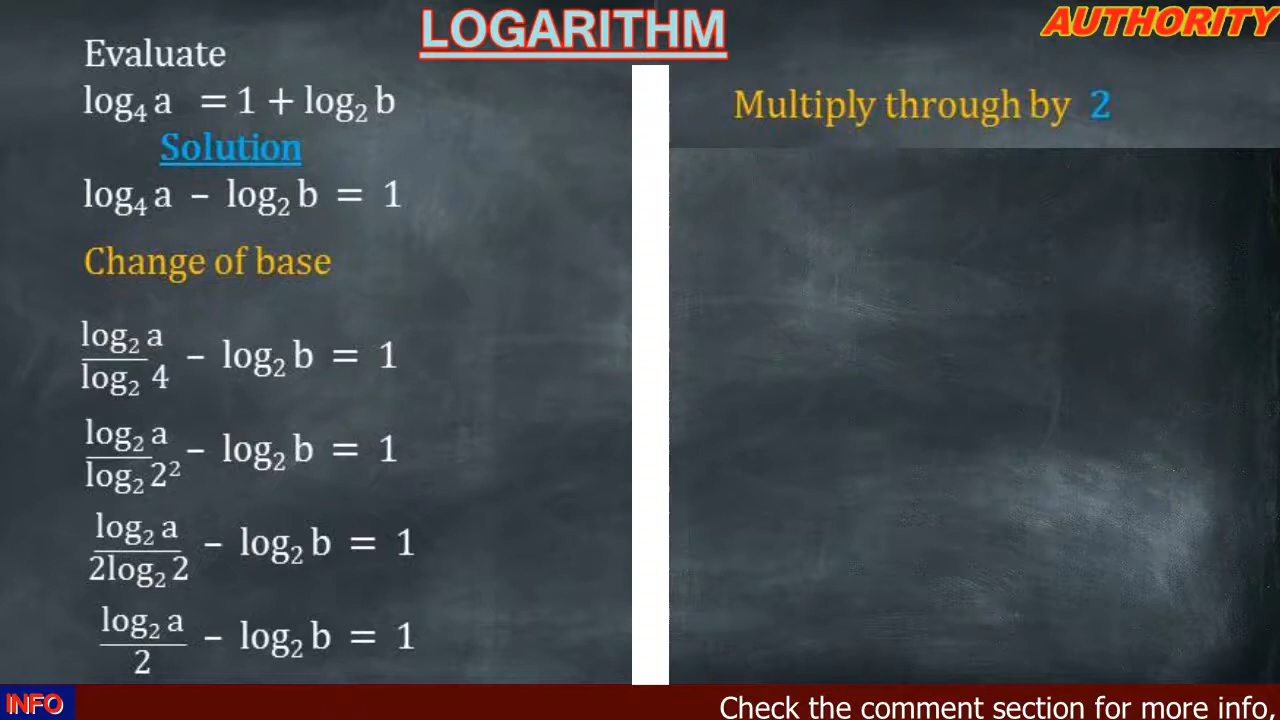 LOGARITHM
AUTHORITY
Evaluate
log₄ a = 1 + log₂ b
Solution
log₄ a – log₂ b = 1
Change of base
log₂ a / log₂ 4 – log₂ b = 1
log₂ a / log₂ 2² – log₂ b = 1
log₂ a / 2log₂ 2 – log₂ b = 1
log₂ a / 2 – log₂ b = 1
Multiply through by 2
INFO
Check the comment section for more info.